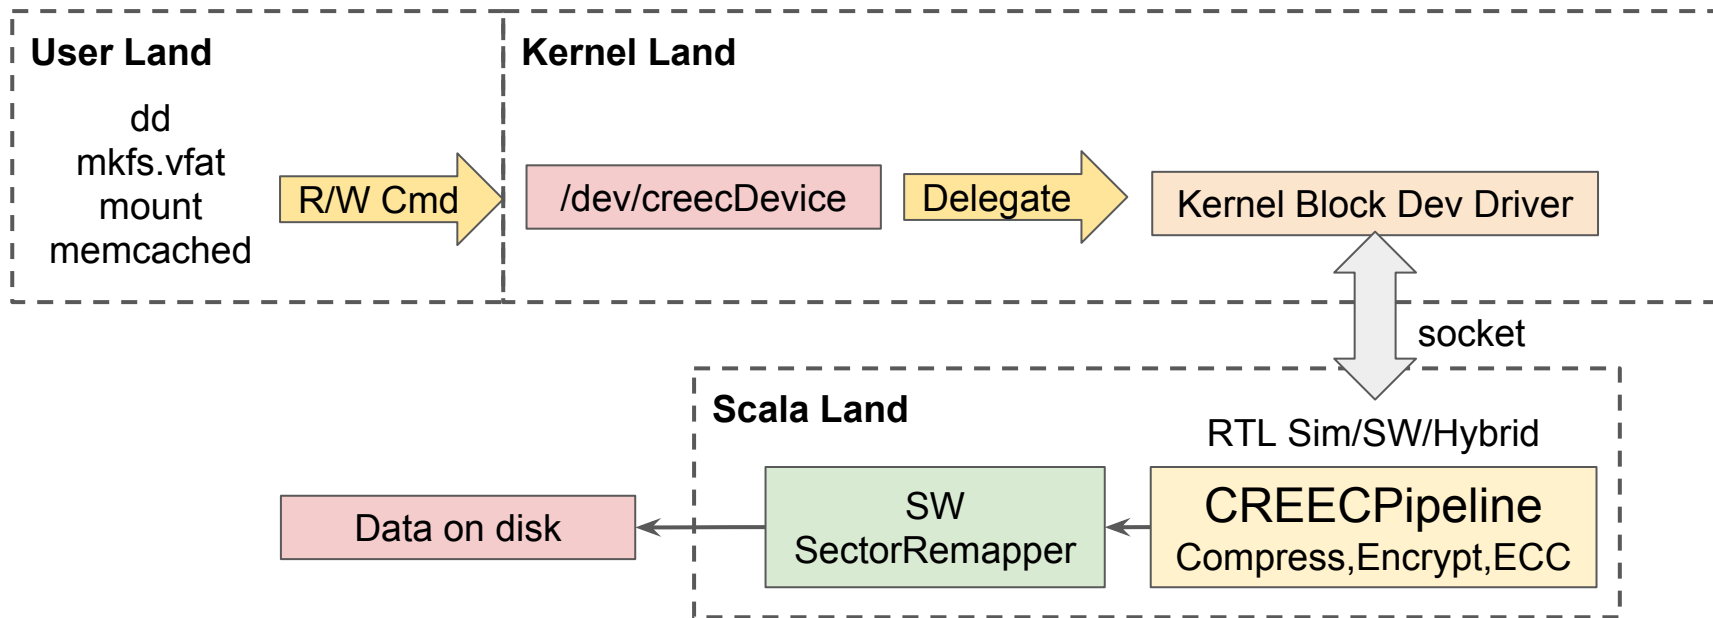 User Land
dd
mkfs.vfat
mount
memcached
R/W Cmd
Kernel Land
/dev/creecDevice
Delegate
Kernel Block Dev Driver
socket
Scala Land
RTL Sim/SW/Hybrid
CREECPipeline
Compress,Encrypt,ECC
SW
SectorRemapper
Data on disk